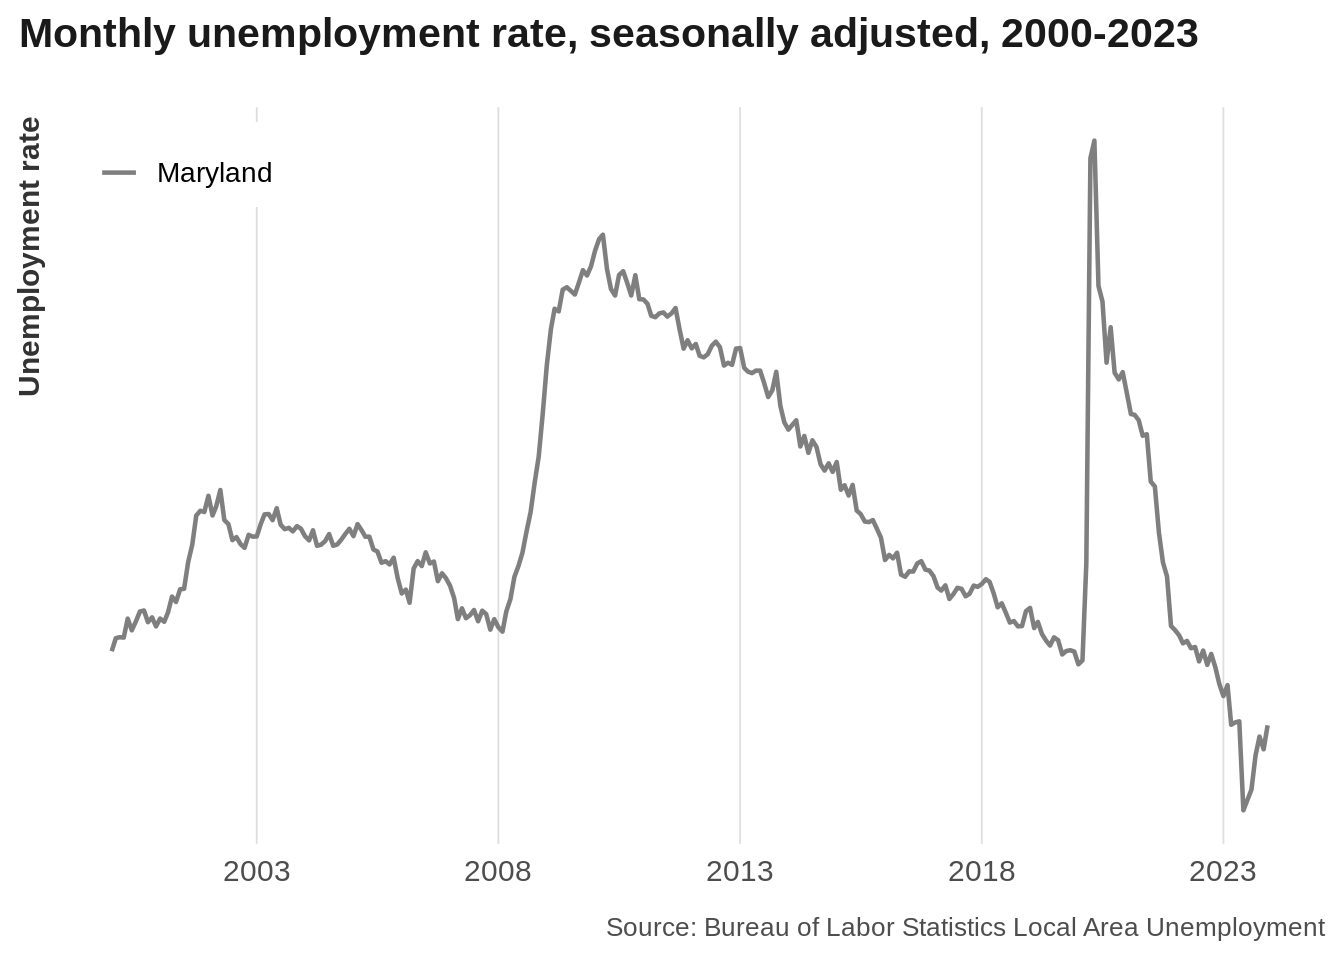 Monthly unemployment rate, seasonally adjusted, 2000-2023
Unemployment rate
Maryland
2003 2008 2013 2018 2023
Source: Bureau of Labor Statistics Local Area Unemployment